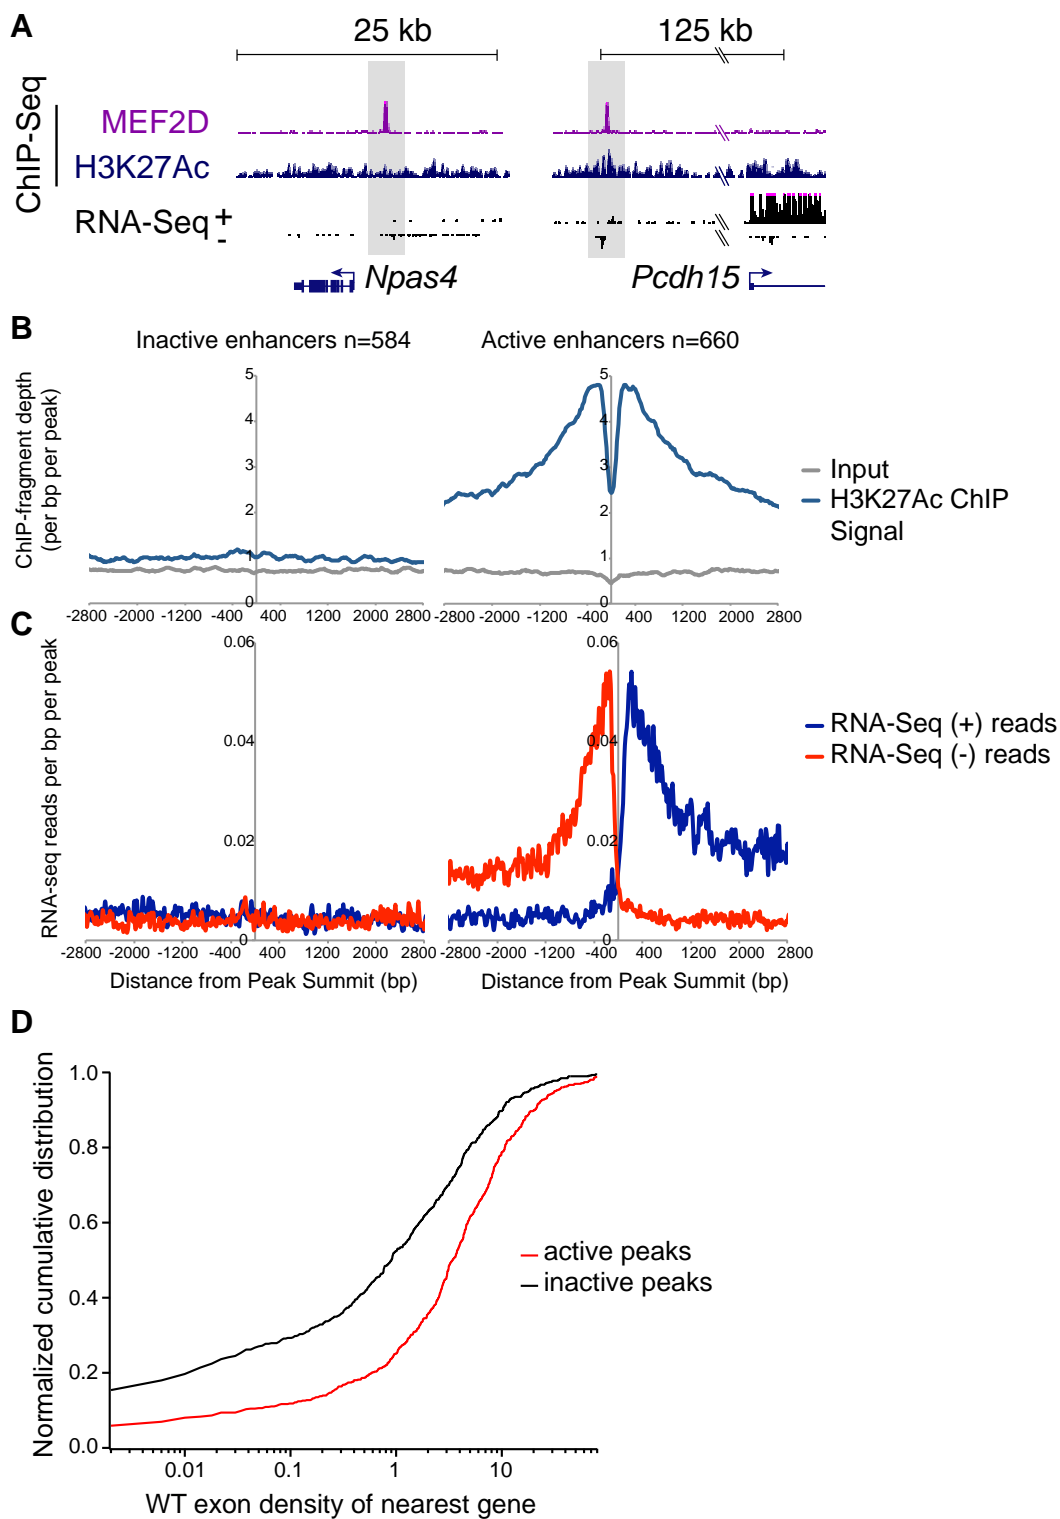 A
25 kb 125 kb
ChIP-Seq
MEF2D
H3K27Ac
RNA-Seq +
-
Npas4 Pcdh15
B
Inactive enhancers n=584 Active enhancers n=660
ChIP-fragment depth
(per bp per peak)
5 5
4 4
3 3
2 2
1 1
0 0
-2800 -2000 -1200 -400 400 1200 2000 2800 -2800 -2000 -1200 -400 400 1200 2000 2800
Input
H3K27Ac ChIP
Signal
C
RNA-seq reads per bp per peak
0.06 0.06
0.04 0.04
0.02 0.02
0 0
-2800 -2000 -1200 -400 400 1200 2000 2800 -2800 -2000 -1200 -400 400 1200 2000 2800
Distance from Peak Summit (bp) Distance from Peak Summit (bp)
RNA-Seq (+) reads
RNA-Seq (-) reads
D
Normalized cumulative distribution
1.0
0.8
0.6
0.4
0.2
0.0
0.01 0.1 1 10
WT exon density of nearest gene
active peaks
inactive peaks